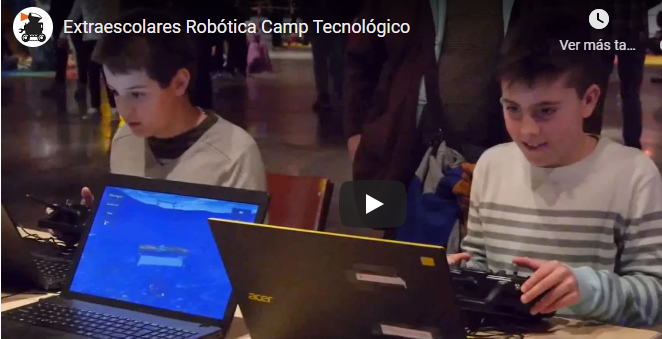 Extraescolares Robótica Camp Tecnológico
Ver más ta...
acer